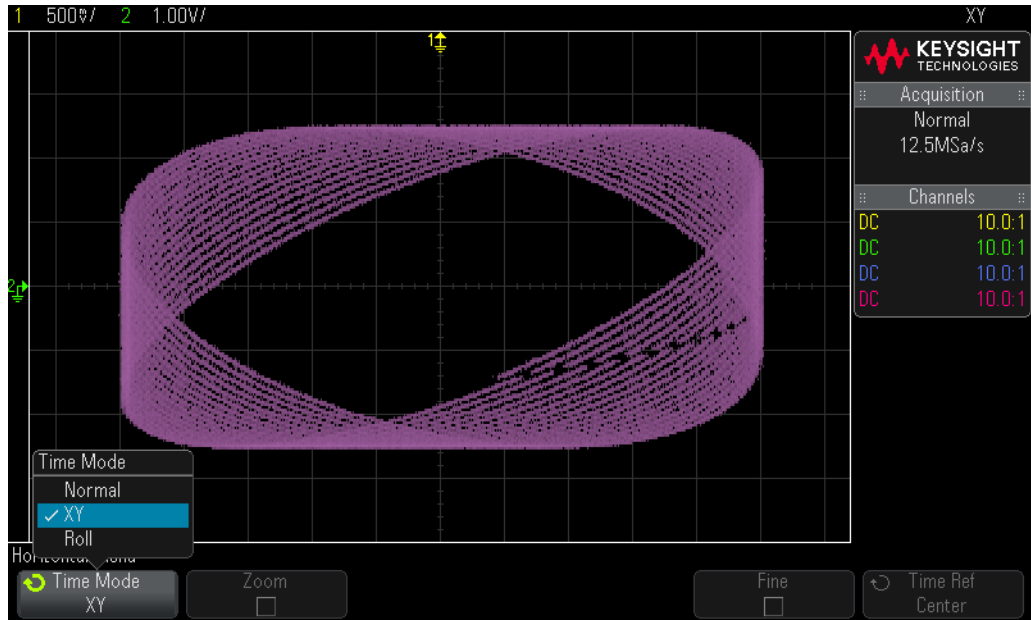 1 500mV/ 2 1.00V/ XY
1
KEYSIGHT
TECHNOLOGIES
Acquisition
Normal
12.5MSa/s
Channels
DC 10.0:1
DC 10.0:1
DC 10.0:1
DC 10.0:1
2
Time Mode
Normal
XY
Roll
Time Mode
XY
Zoom
Fine
Time Ref
Center